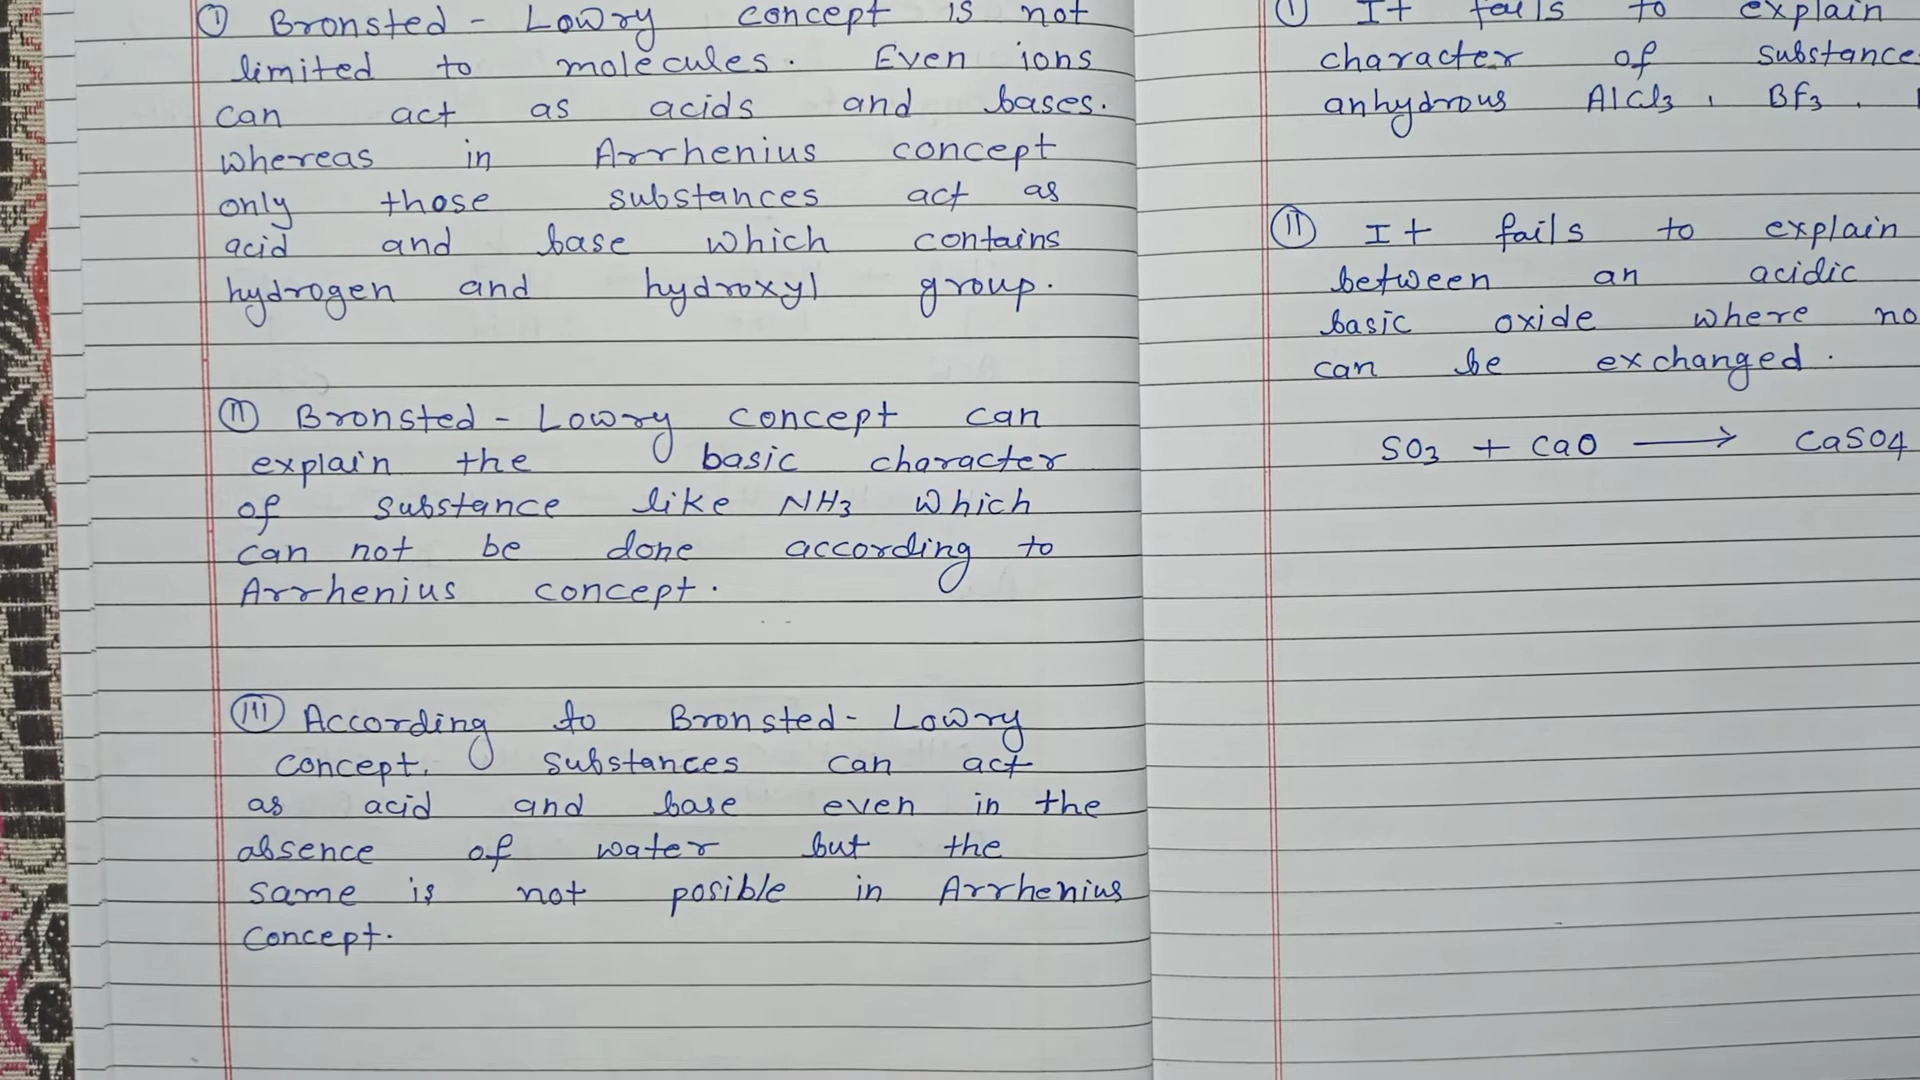 I Bronsted - Lowry concept is not
limited to molecules. Even ions
can act as acids and bases.
whereas in Arrhenius concept
only those substances act as
acid and base which contains
hydrogen and hydroxyl group.
II Bronsted - Lowry concept can
explain the basic character
of substance like NH3 which
can not be done according to
Arrhenius concept.
III According to Bronsted - Lowry
concept, substances can act
as acid and base even in the
absence of water but the
same is not posible in Arrhenius
concept.
I It fails to explain
character of substance
anhydrous AlCl3, BF3,
II It fails to explain
between an acidic
basic oxide where no
can be exchanged.
SO3 + CaO ⟶ CaSO4